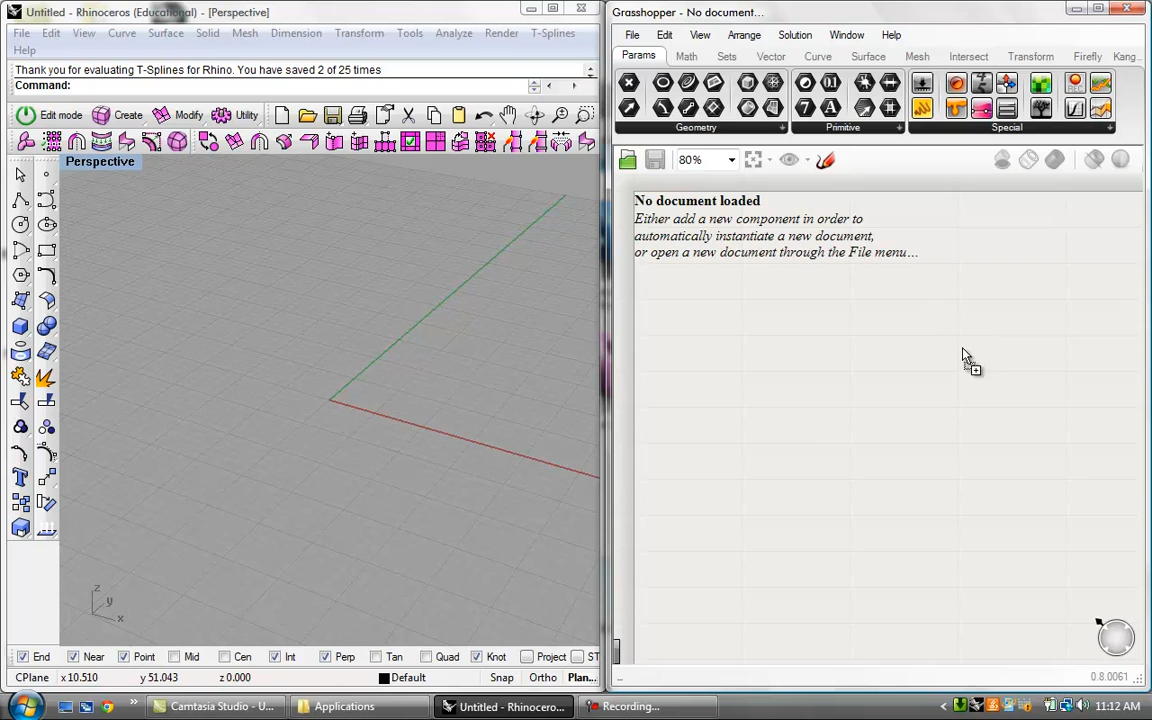 Untitled - Rhinoceros (Educational) - [Perspective]
File Edit View Curve Surface Solid Mesh Dimension Transform Tools Analyze Render T-Splines
Help
Thank you for evaluating T-Splines for Rhino. You have saved 2 of 25 times
Command:
Edit mode Create Modify Utility
Perspective
z
y
x
End Near Point Mid Cen Int Perp Tan Quad Knot Project ST
CPlane x 10.510 y 51.043 z 0.000 Default Snap Ortho Plan...
Grasshopper - No document...
File Edit View Arrange Solution Window Help
Params Math Sets Vector Curve Surface Mesh Intersect Transform Firefly Kang
Geometry Primitive Special
80%
No document loaded
Either add a new component in order to
automatically instantiate a new document,
or open a new document through the File menu...
0.8.0061
Camtasia Studio - U... Applications Untitled - Rhinocero... Recording... 11:12 AM